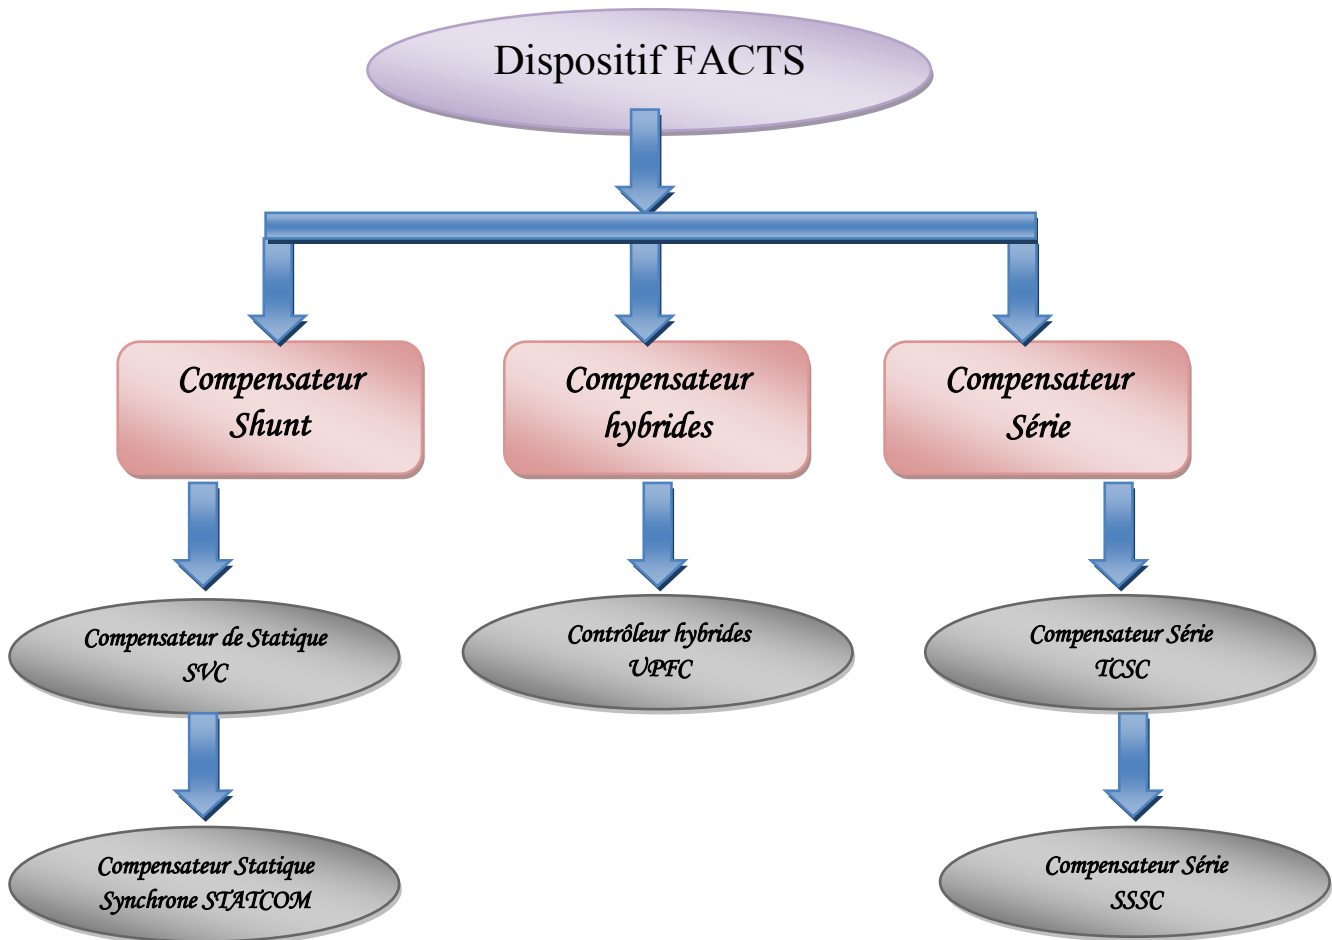 Dispositif FACTS
Compensateur
Shunt
Compensateur
hybrides
Compensateur
Série
Compensateur de Statique
SVC
Contrôleur hybrides
UPFC
Compensateur Série
TCSC
Compensateur Statique
Synchrone STATCOM
Compensateur Série
SSSC